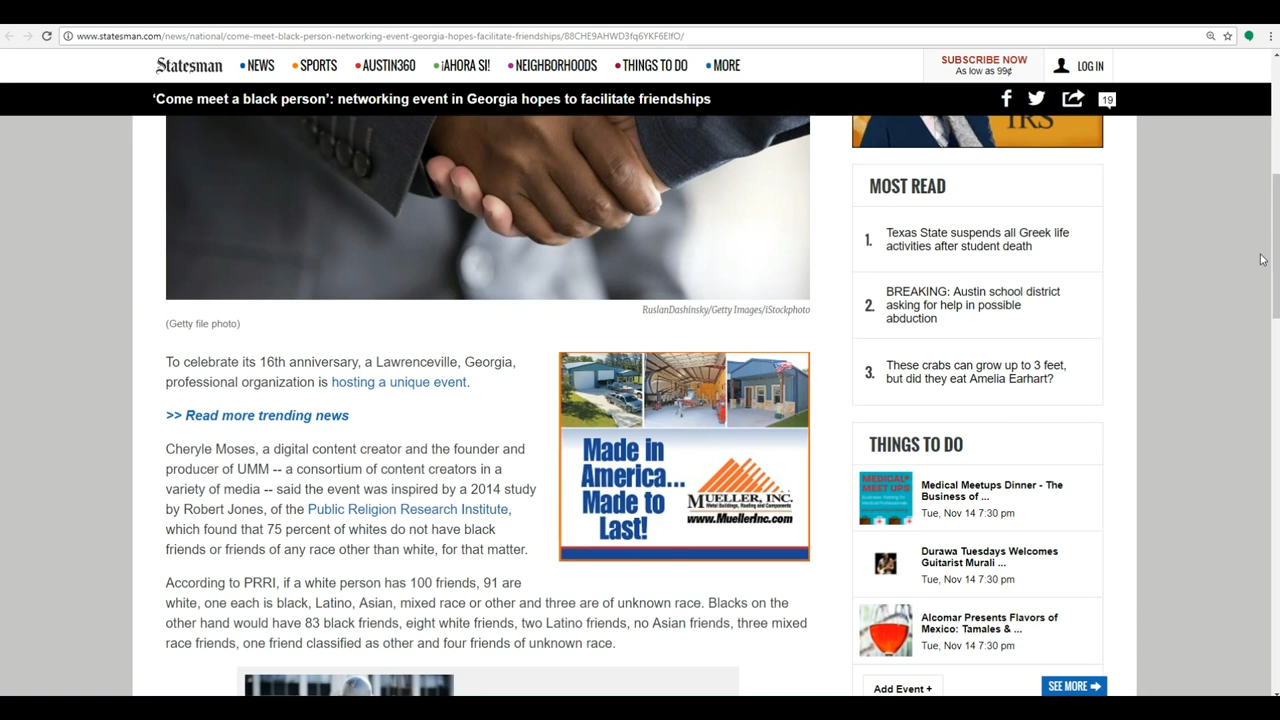 www.statesman.com/news/national/come-meet-black-person-networking-event-georgia-hopes-facilitate-friendships/88CHE9AHWD3fq6YKF6ElfO/
Statesman
NEWS
SPORTS
AUSTIN360
¡AHORA SI!
NEIGHBORHOODS
THINGS TO DO
MORE
SUBSCRIBE NOW
As low as 99¢
LOG IN
‘Come meet a black person’: networking event in Georgia hopes to facilitate friendships
19
RuslanDashinsky/Getty Images/iStockphoto
(Getty file photo)
To celebrate its 16th anniversary, a Lawrenceville, Georgia,
professional organization is hosting a unique event.
>> Read more trending news
Cheryle Moses, a digital content creator and the founder and
producer of UMM -- a consortium of content creators in a
variety of media -- said the event was inspired by a 2014 study
by Robert Jones, of the Public Religion Research Institute,
which found that 75 percent of whites do not have black
friends or friends of any race other than white, for that matter.
According to PRRI, if a white person has 100 friends, 91 are
white, one each is black, Latino, Asian, mixed race or other and three are of unknown race. Blacks on the
other hand would have 83 black friends, eight white friends, two Latino friends, no Asian friends, three mixed
race friends, one friend classified as other and four friends of unknown race.
Made in
America...
Made to
Last!
MUELLER, INC.
Metal Buildings, Roofing and Components
www.MuellerInc.com
IRS
MOST READ
1.
Texas State suspends all Greek life
activities after student death
2.
BREAKING: Austin school district
asking for help in possible
abduction
3.
These crabs can grow up to 3 feet,
but did they eat Amelia Earhart?
THINGS TO DO
MEDICAL
MEET UPS
Medical Meetups Dinner - The
Business of ...
Tue, Nov 14 7:30 pm
Durawa Tuesdays Welcomes
Guitarist Murali ...
Tue, Nov 14 7:30 pm
Alcomar Presents Flavors of
Mexico: Tamales & ...
Tue, Nov 14 7:30 pm
Add Event +
SEE MORE